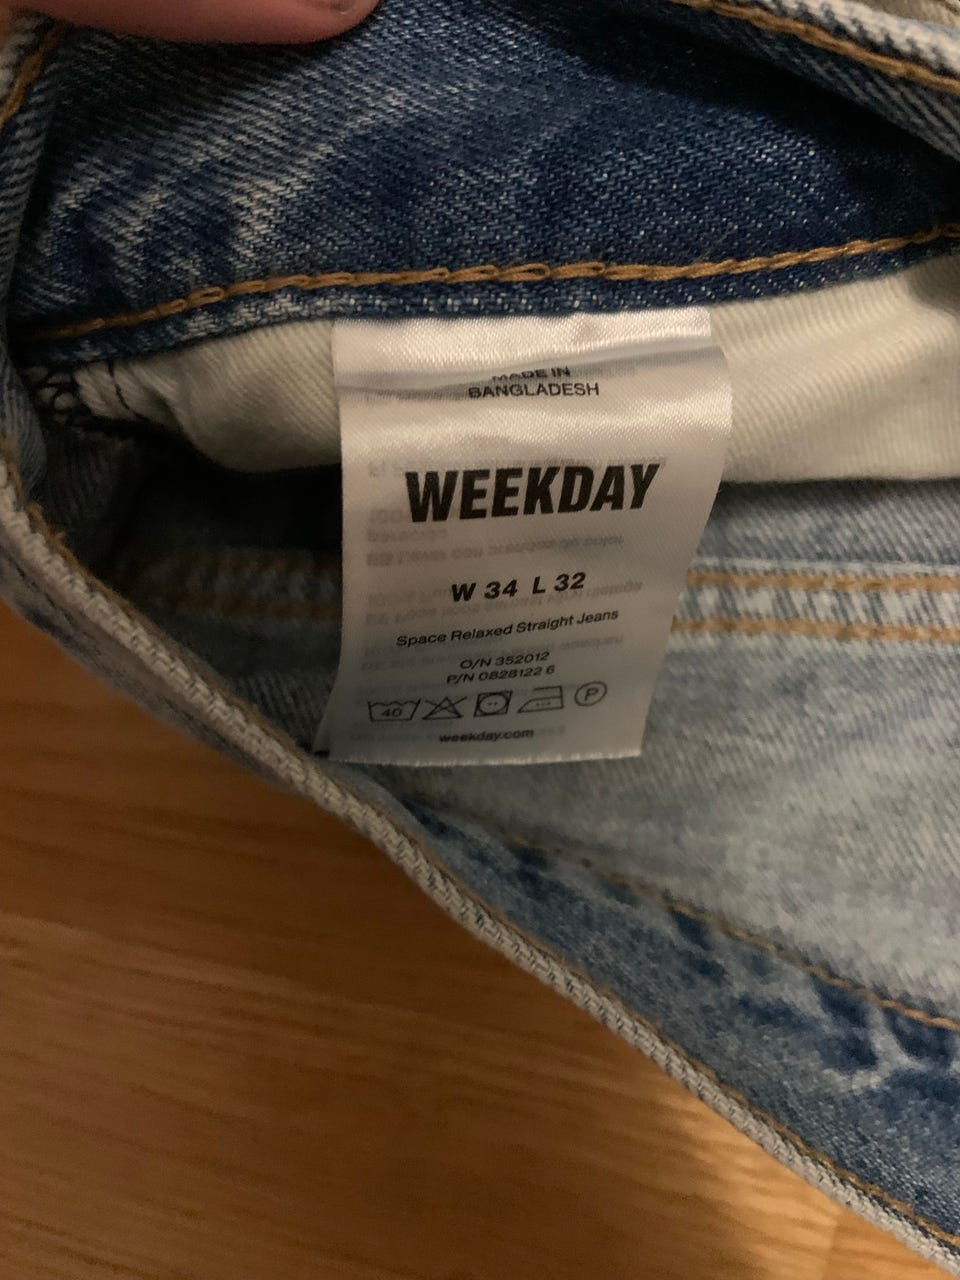 MADE IN
BANGLADESH
WEEKDAY
W 34 L 32
Space Relaxed Straight Jeans
O/N 352012
P/N 0828122 6
40 P
weekday.com